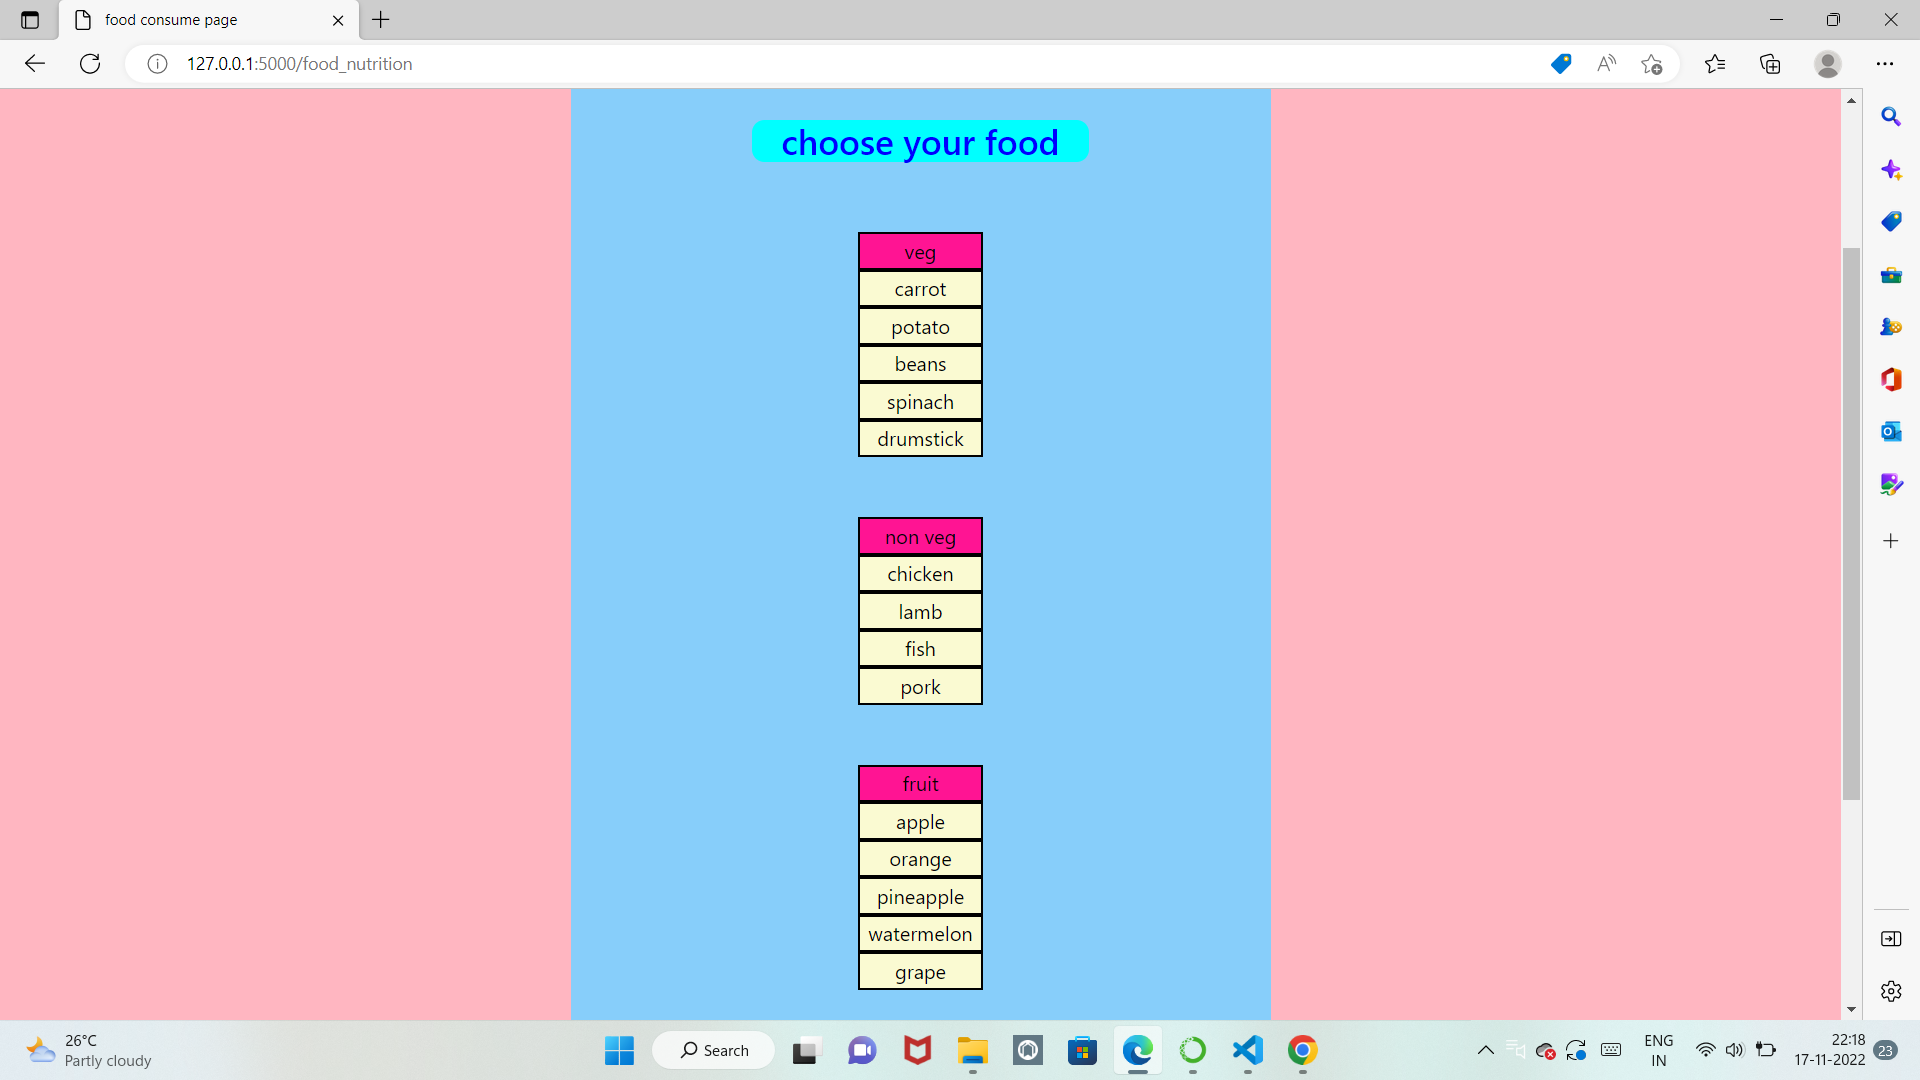 food consume page
127.0.0.1:5000/food_nutrition
choose your food
veg
carrot
potato
beans
spinach
drumstick
non veg
chicken
lamb
fish
pork
fruit
apple
orange
pineapple
watermelon
grape
26°C
Partly cloudy
Search
ENG
IN
22:18
17-11-2022
23